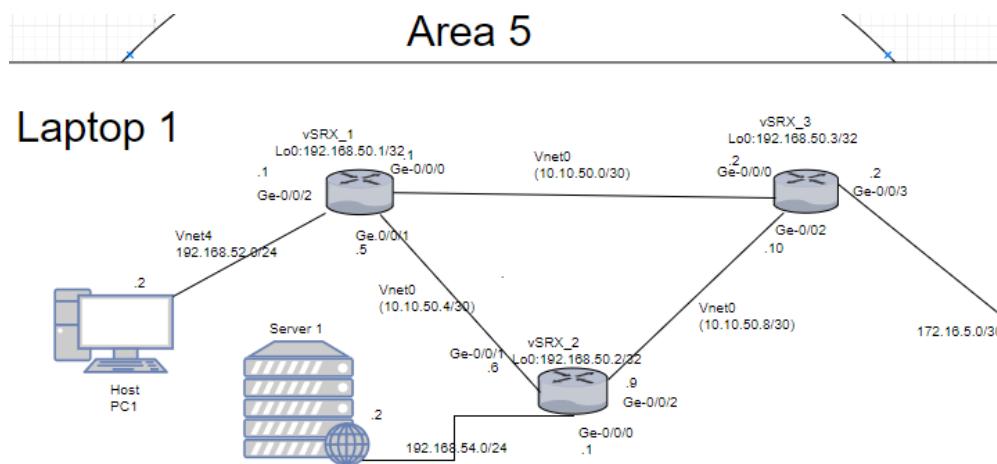 Area 5
Laptop 1
vSRX_1
Lo0:192.168.50.1/32
.1
Ge-0/0/0
.1
Ge-0/0/2
Vnet0
(10.10.50.0/30)
vSRX_3
Lo0:192.168.50.3/32
.2
Ge-0/0/0
.2
Ge-0/0/3
Vnet4
192.168.52.0/24
Ge.0/0/1
.5
Ge-0/02
.10
.2
Vnet0
(10.10.50.4/30)
Vnet0
(10.10.50.8/30)
172.16.5.0/30
Server 1
vSRX_2
Lo0:192.168.50.2/32
Ge-0/0/1
.6
.9
Ge-0/0/2
Host
PC1
.2
192.168.54.0/24
Ge-0/0/0
.1